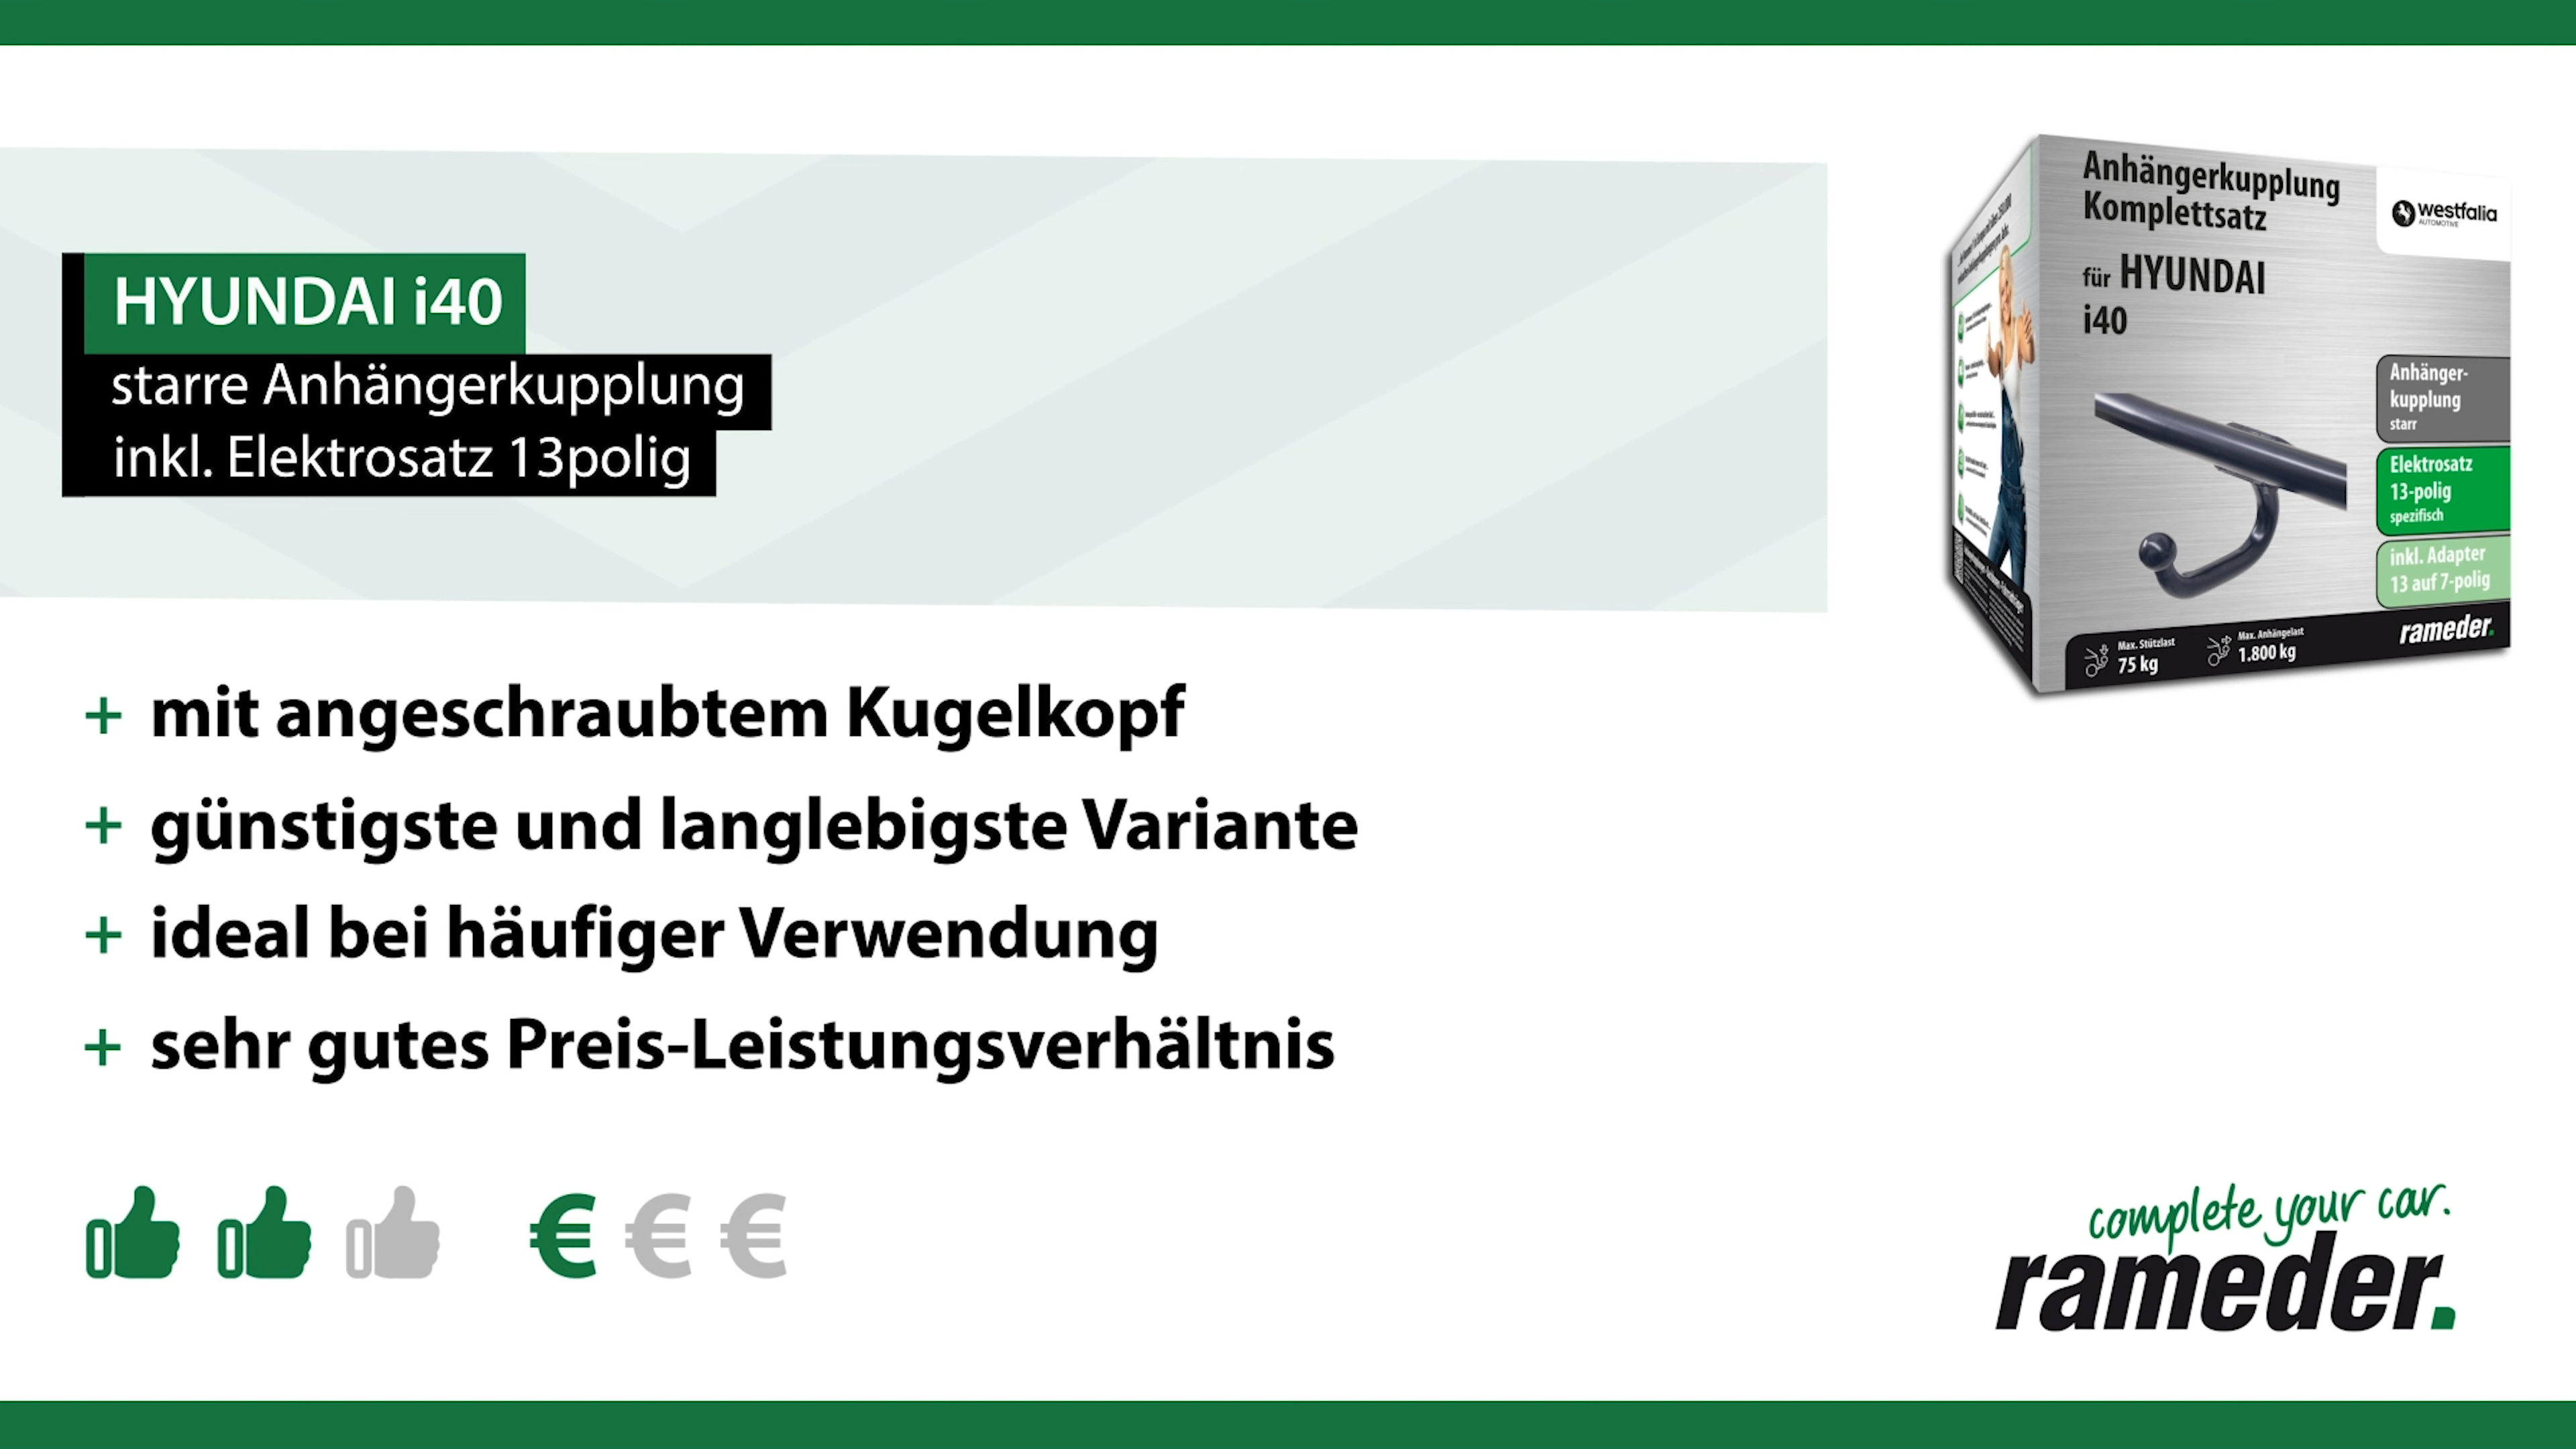 HYUNDAI i40
starre Anhängerkupplung
inkl. Elektrosatz 13polig
Anhängerkupplung
Komplettsatz
für HYUNDAI
i40
westfalia
AUTOMOTIVE
Anhänger-
kupplung
starr
Elektrosatz
13-polig
spezifisch
inkl. Adapter
13 auf 7-polig
Max. Stützlast
75 kg
Max. Anhängelast
1.800 kg
rameder.
+ mit angeschraubtem Kugelkopf
+ günstigste und langlebigste Variante
+ ideal bei häufiger Verwendung
+ sehr gutes Preis-Leistungsverhältnis
€ € €
complete your car.
rameder.